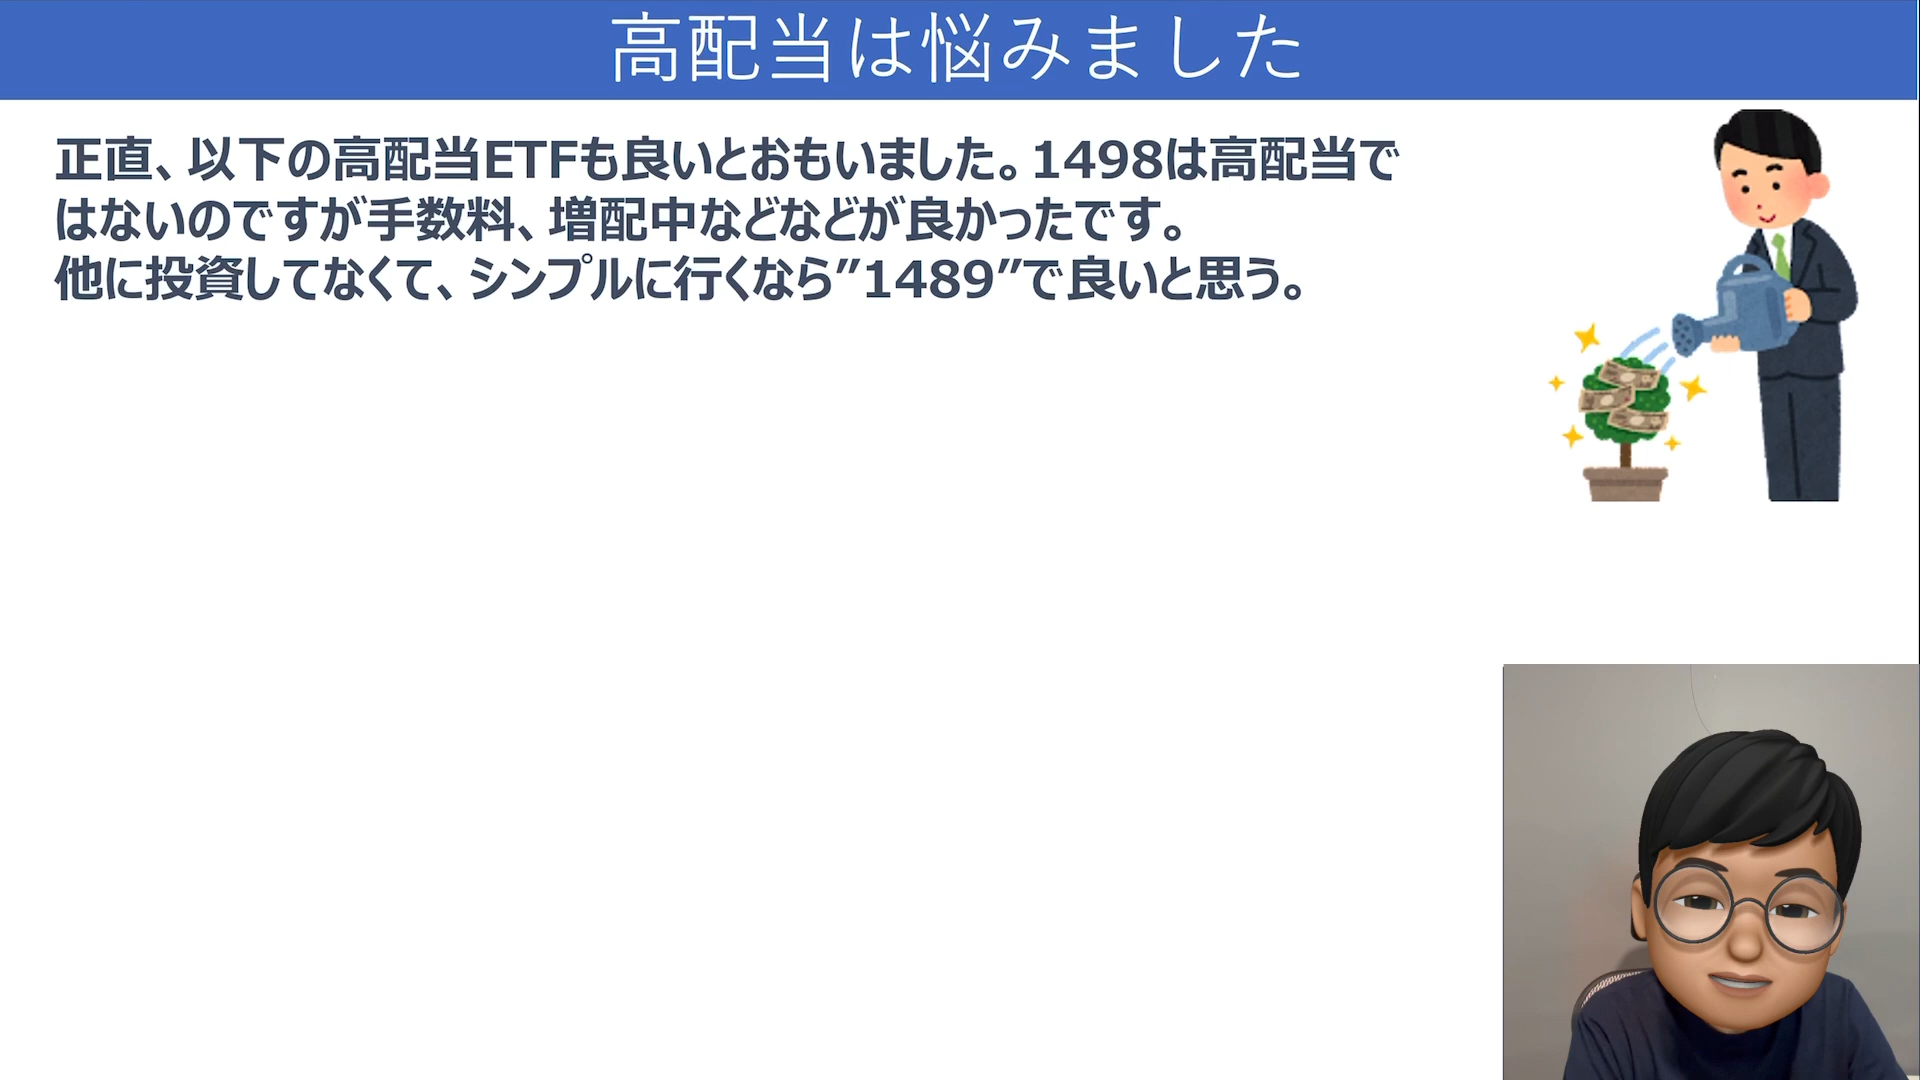 高配当は悩みました
正直、以下の高配当ETFも良いとおもいました。1498は高配当で
はないのですが手数料、増配中などなどが良かったです。
他に投資してなくて、シンプルに行くなら”1489”で良いと思う。